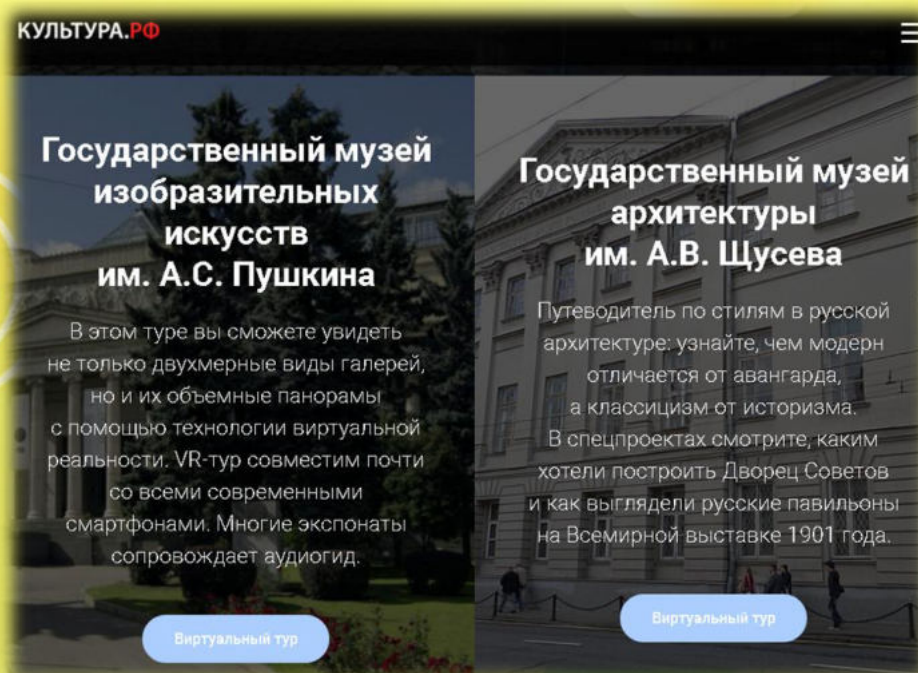 КУЛЬТУРА.РФ
Государственный музей
изобразительных
искусств
им. А.С. Пушкина
В этом туре вы сможете увидеть
не только двухмерные виды галерей,
но и их объемные панорамы
с помощью технологии виртуальной
реальности. VR-тур совместим почти
со всеми современными
смартфонами. Многие экспонаты
сопровождает аудиогид.
Виртуальный тур
Государственный музей
архитектуры
им. А.В. Щусева
Путеводитель по стилям в русской
архитектуре: узнайте, чем модерн
отличается от авангарда,
а классицизм от историзма.
В спецпроектах смотрите, каким
хотели построить Дворец Советов
и как выглядели русские павильоны
на Всемирной выставке 1901 года.
Виртуальный тур